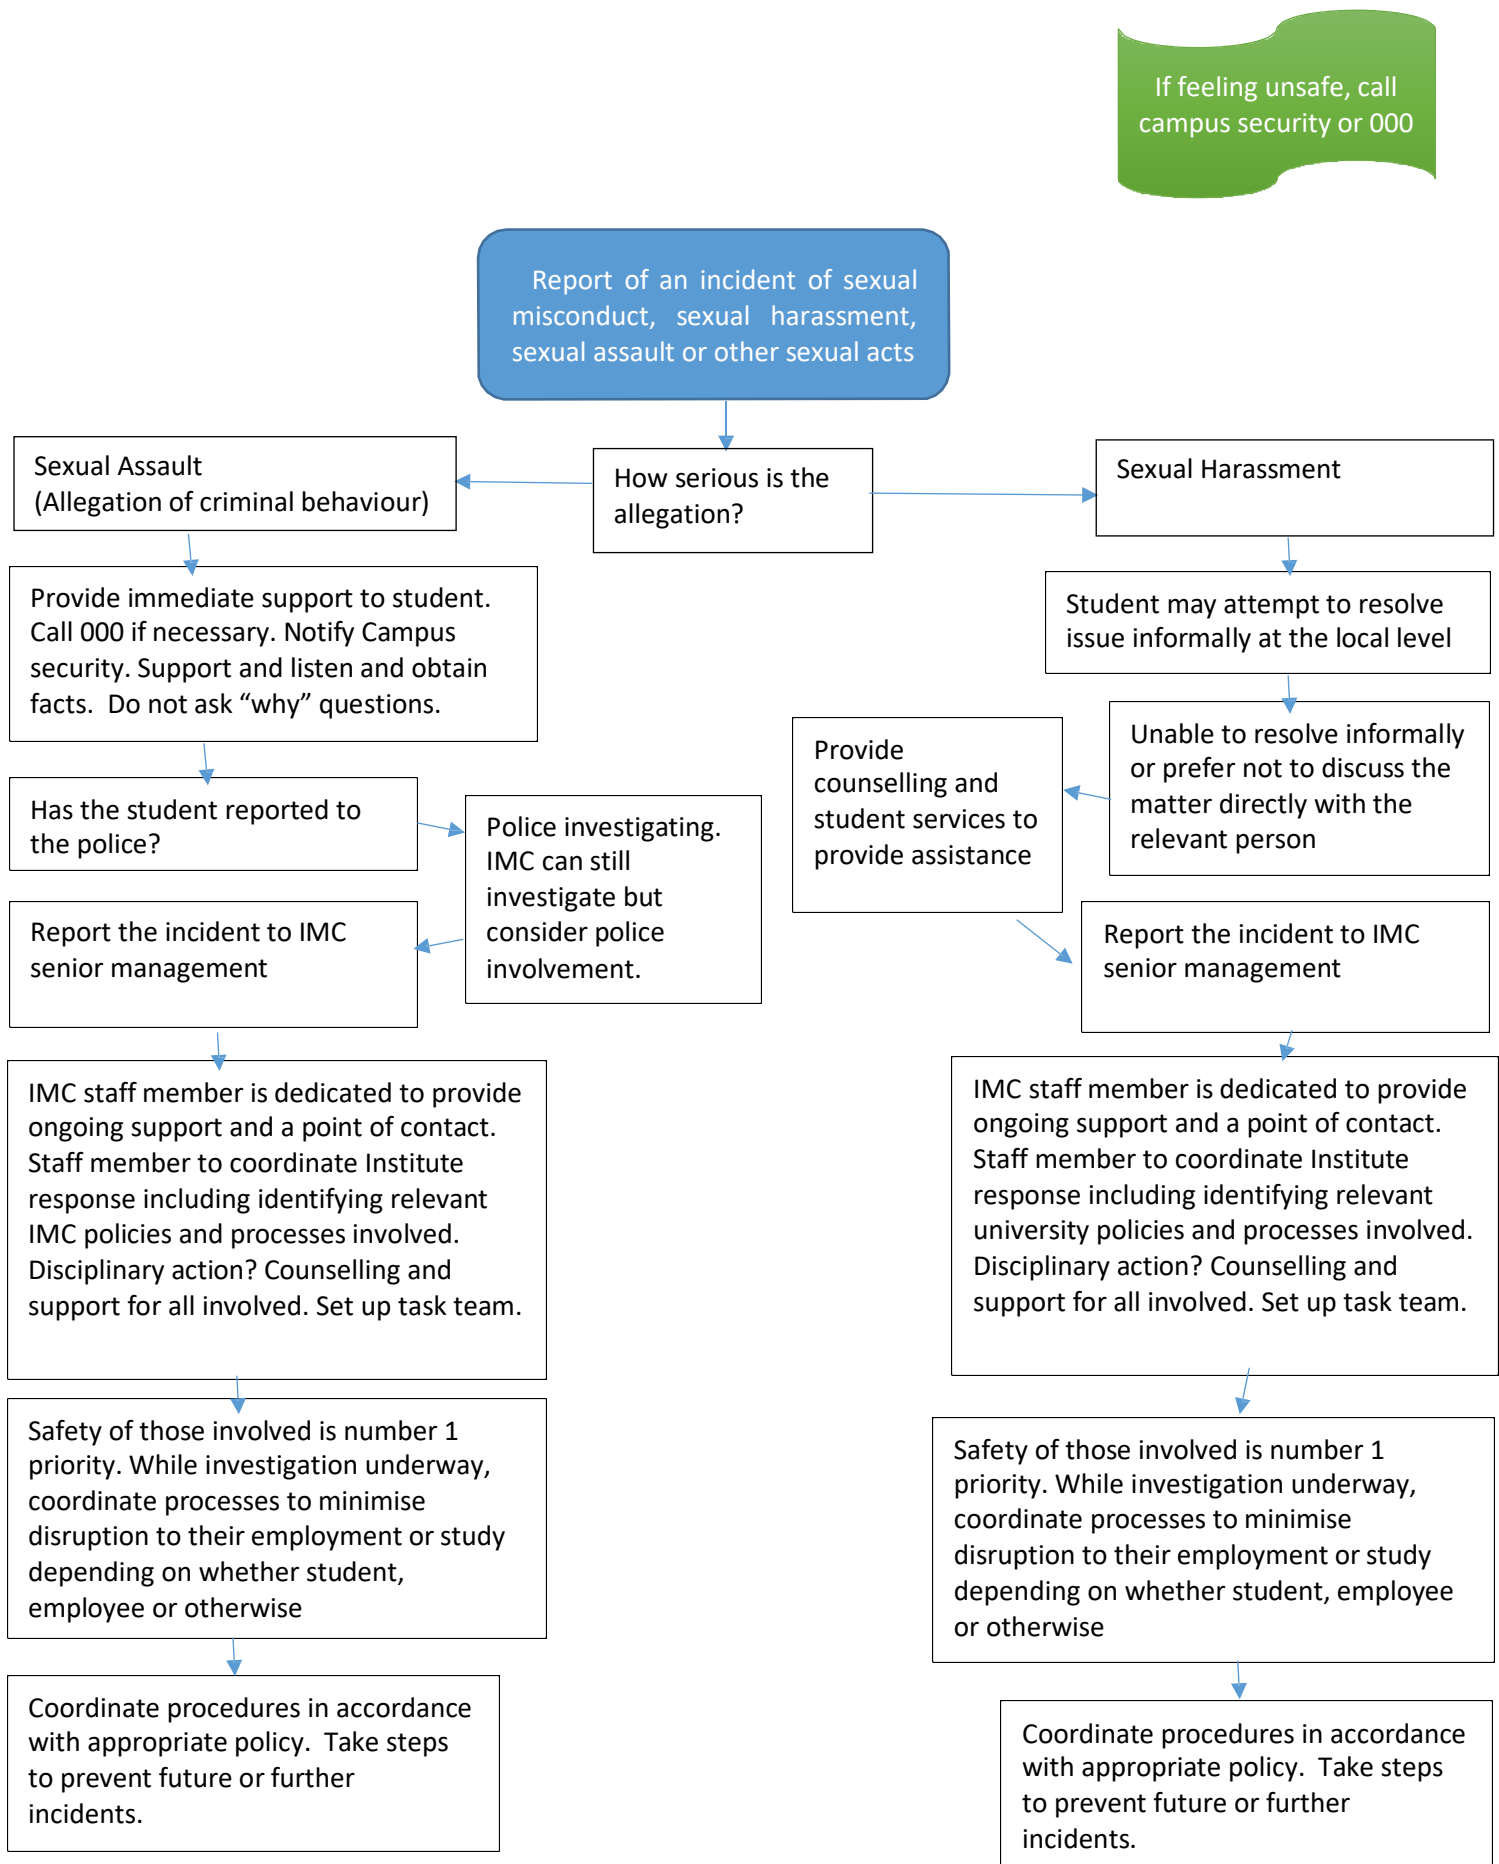 If feeling unsafe, call
campus security or 000
Report of an incident of sexual
misconduct, sexual harassment,
sexual assault or other sexual acts
How serious is the
allegation?
Sexual Assault
(Allegation of criminal behaviour)
Provide immediate support to student.
Call 000 if necessary. Notify Campus
security. Support and listen and obtain
facts.  Do not ask “why” questions.
Has the student reported to
the police?
Police investigating.
IMC can still
investigate but
consider police
involvement.
Report the incident to IMC
senior management
IMC staff member is dedicated to provide
ongoing support and a point of contact.
Staff member to coordinate Institute
response including identifying relevant
IMC policies and processes involved.
Disciplinary action? Counselling and
support for all involved. Set up task team.
Safety of those involved is number 1
priority. While investigation underway,
coordinate processes to minimise
disruption to their employment or study
depending on whether student,
employee or otherwise
Coordinate procedures in accordance
with appropriate policy.  Take steps
to prevent future or further
incidents.
Sexual Harassment
Student may attempt to resolve
issue informally at the local level
Unable to resolve informally
or prefer not to discuss the
matter directly with the
relevant person
Provide
counselling and
student services to
provide assistance
Report the incident to IMC
senior management
IMC staff member is dedicated to provide
ongoing support and a point of contact.
Staff member to coordinate Institute
response including identifying relevant
university policies and processes involved.
Disciplinary action? Counselling and
support for all involved. Set up task team.
Safety of those involved is number 1
priority. While investigation underway,
coordinate processes to minimise
disruption to their employment or study
depending on whether student, employee
or otherwise
Coordinate procedures in accordance
with appropriate policy.  Take steps
to prevent future or further
incidents.